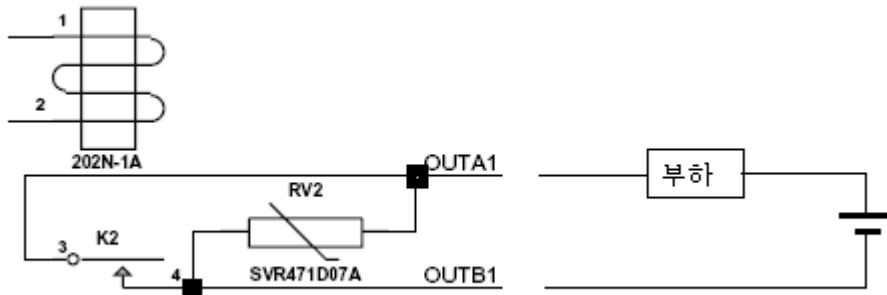 1
2
202N-1A
OUTA1
부하
RV2
K2
3
4
SVR471D07A
OUTB1